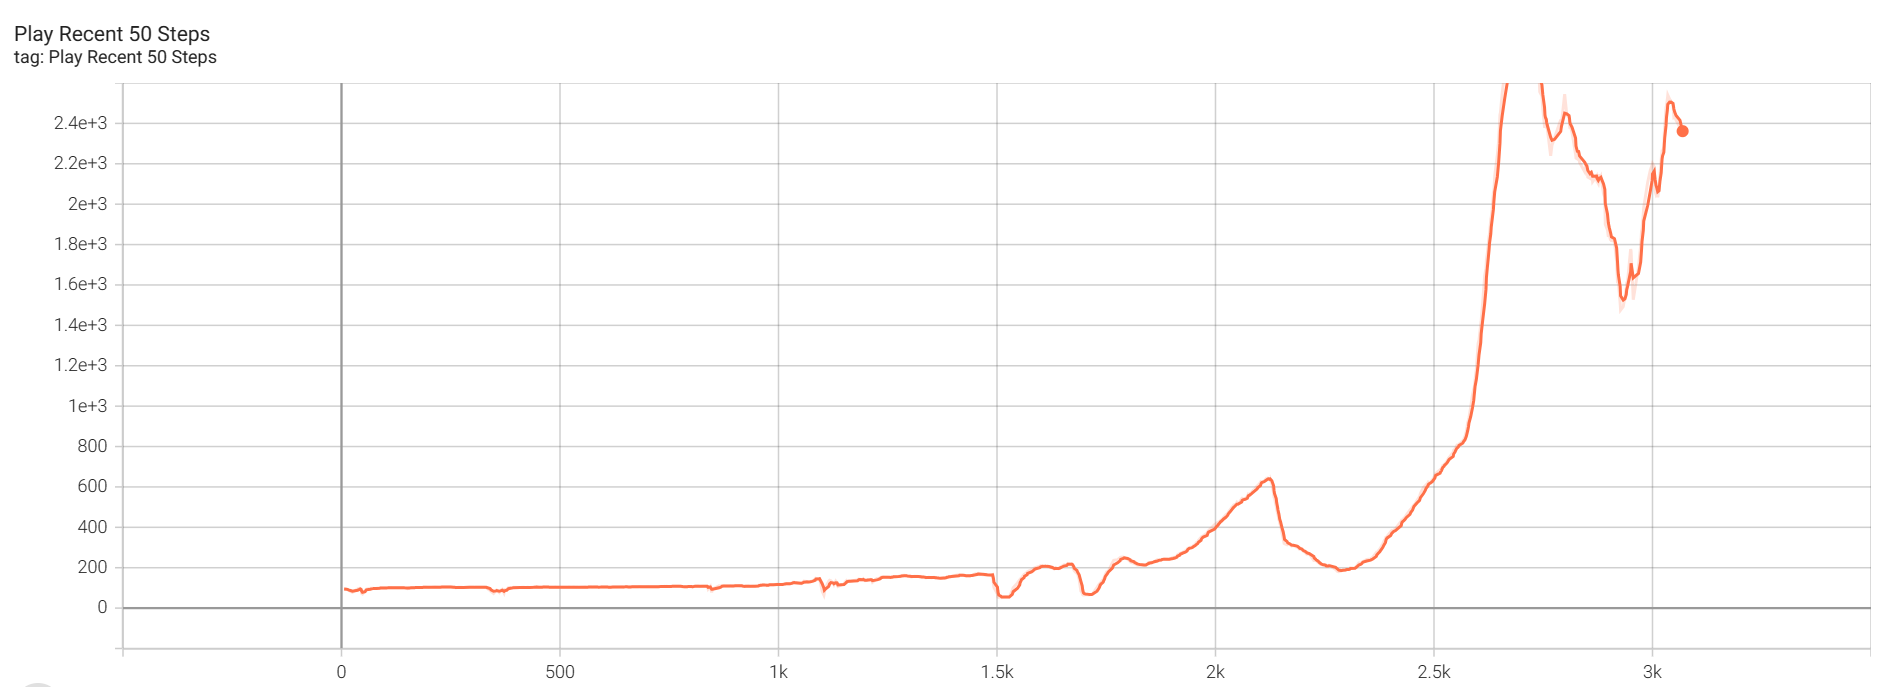 Play Recent 50 Steps
tag: Play Recent 50 Steps
2.4e+3
2.2e+3
2e+3
1.8e+3
1.6e+3
1.4e+3
1.2e+3
1e+3
800
600
400
200
0
0 500 1k 1.5k 2k 2.5k 3k